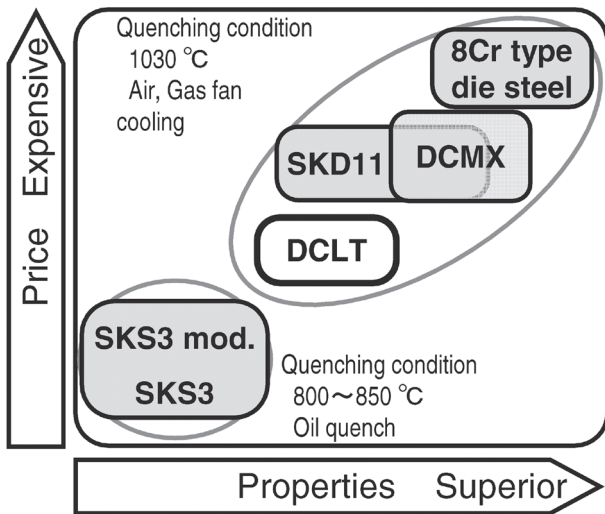 Quenching condition
1030 ℃
Air, Gas fan
cooling
8Cr type
die steel
SKD11
DCMX
DCLT
SKS3 mod.
SKS3
Quenching condition
800～850 ℃
Oil quench
Price Expensive
Properties Superior